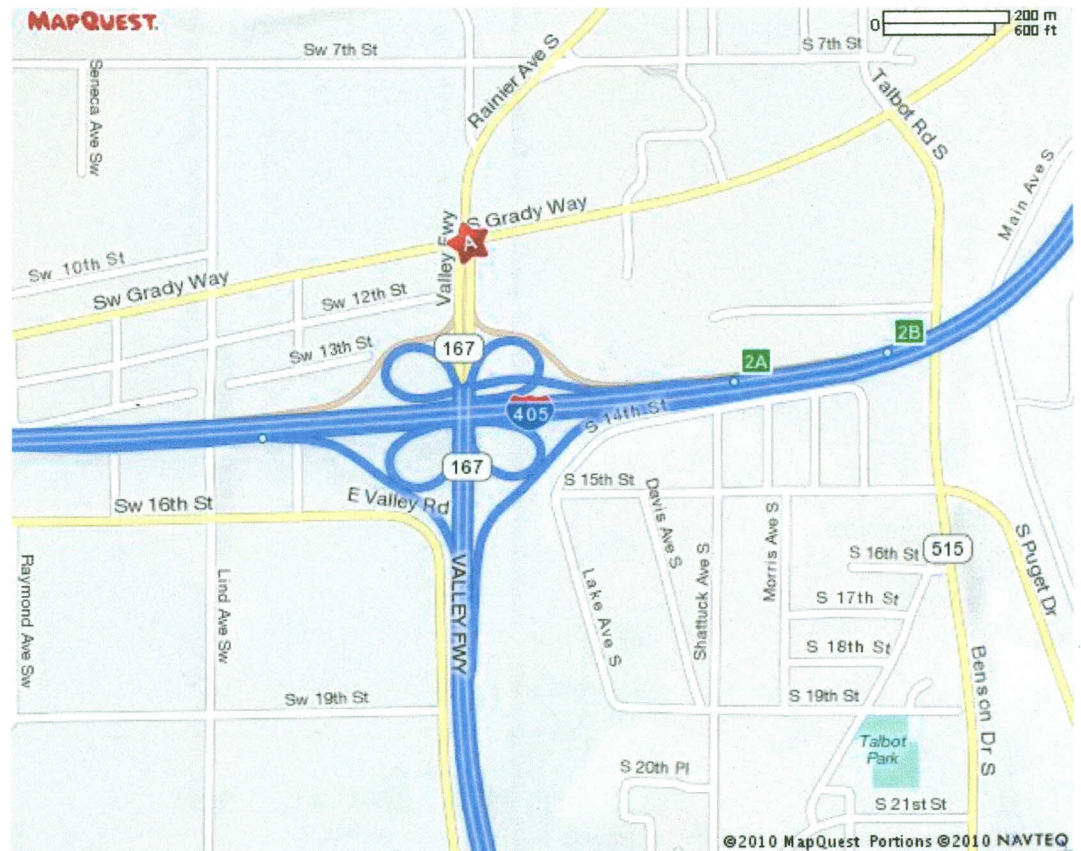 MAPQUEST.
0
200 m
600 ft
Sw 7th St
S 7th St
Seneca Ave Sw
Rainier Ave S
Talbot Rd S
Main Ave S
S Grady Way
Valley Fwy
A
Sw 10th St
Sw Grady Way
Sw 12th St
Sw 13th St
167
2B
2A
405
S 14th St
167
S 15th St
E Valley Rd
Sw 16th St
Davis Ave S
Morris Ave S
Shattuck Ave S
S 16th St
515
S Puget Dr
Raymond Ave Sw
Lind Ave Sw
VALLEY FWY
Lake Ave S
S 17th St
S 18th St
Benson Dr S
Sw 19th St
S 19th St
Talbot
Park
S 20th Pl
S 21st St
©2010 MapQuest Portions ©2010 NAVTEQ